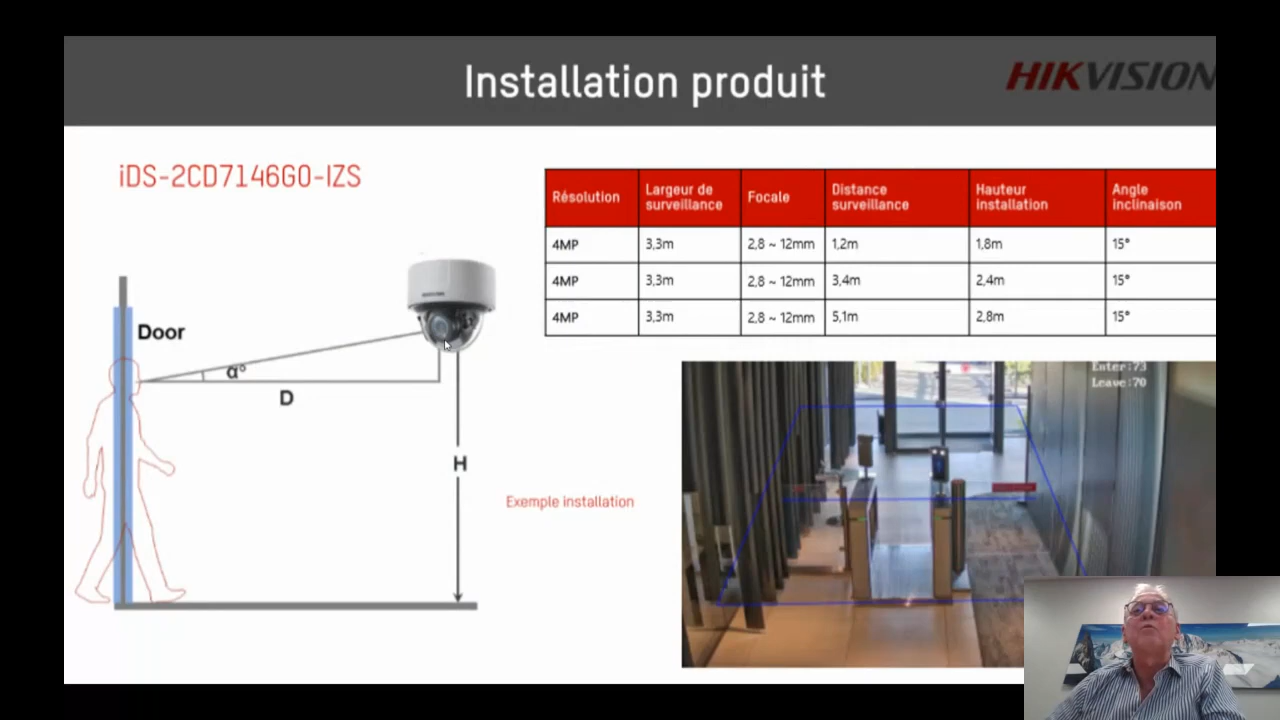 Installation produit
HIKVISION
iDS-2CD7146G0-IZS
Résolution
Largeur de surveillance
Focale
Distance surveillance
Hauteur installation
Angle inclinaison
4MP
3,3m
2,8 ~ 12mm
1,2m
1,8m
15°
4MP
3,3m
2,8 ~ 12mm
3,4m
2,4m
15°
4MP
3,3m
2,8 ~ 12mm
5,1m
2,8m
15°
Door
α°
D
H
Exemple installation
Enter:73
Leave:70